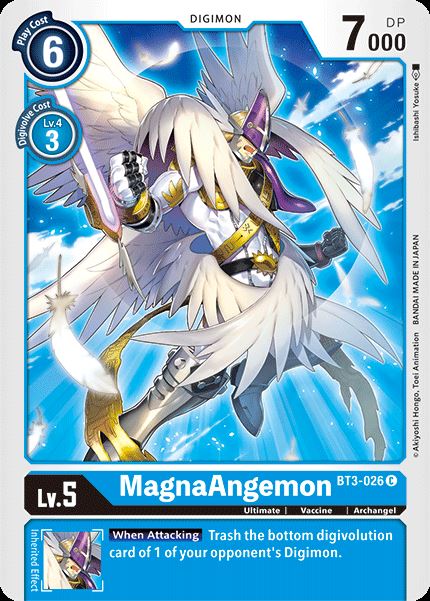 Play Cost
6
DIGIMON
DP
7000
Digivolve Cost
Lv.4
3
Ishibashi Yosuke
© Akiyoshi Hongo, Toei Animation BANDAI MADE IN JAPAN
Lv.5
MagnaAngemon
BT3-026 C
Ultimate | Vaccine | Archangel
Inherited Effect
When Attacking Trash the bottom digivolution
card of 1 of your opponent's Digimon.